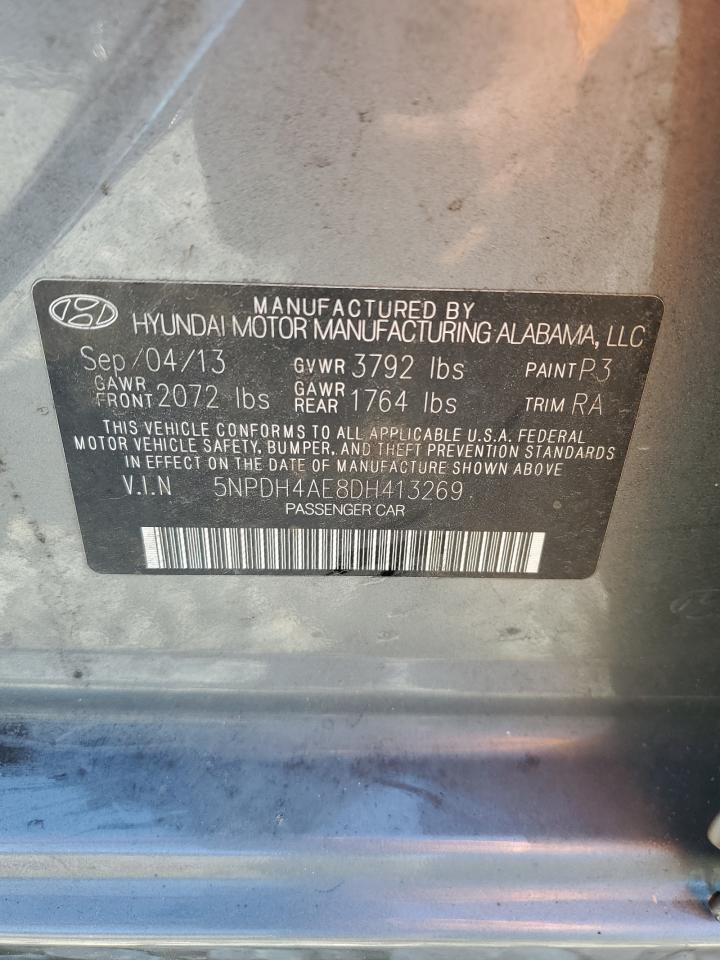 MANUFACTURED BY
HYUNDAI MOTOR MANUFACTURING ALABAMA, LLC
Sep/04/13 GVWR 3792 lbs PAINT P3
GAWR FRONT 2072 lbs GAWR REAR 1764 lbs TRIM RA
THIS VEHICLE CONFORMS TO ALL APPLICABLE U.S.A. FEDERAL
MOTOR VEHICLE SAFETY, BUMPER, AND THEFT PREVENTION STANDARDS
IN EFFECT ON THE DATE OF MANUFACTURE SHOWN ABOVE
V.I.N 5NPDH4AE8DH413269
PASSENGER CAR